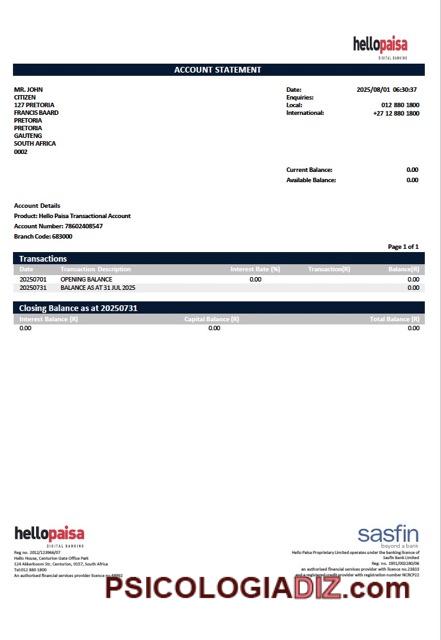 hellopaisa
DIGITAL BANKING
ACCOUNT STATEMENT
MR. JOHN
CITIZEN
127 PRETORIA
FRANCIS BAARD
PRETORIA
PRETORIA
GAUTENG
SOUTH AFRICA
0002
Date: 2025/08/01 06:30:37
Enquiries:
Local: 012 880 1800
International: +27 12 880 1800
Current Balance: 0.00
Available Balance: 0.00
Account Details
Product: Hello Paisa Transactional Account
Account Number: 78602408547
Branch Code: 683000
Page 1 of 1
Transactions
Date Transaction Description Interest Rate (%) Transaction(R) Balance(R)
20250701 OPENING BALANCE 0.00 0.00
20250731 BALANCE AS AT 31 JUL 2025 0.00
Closing Balance as at 20250731
Interest Balance (R) Capital Balance (R) Total Balance (R)
0.00 0.00 0.00
hellopaisa
DIGITAL BANKING
Reg no. 2012/123966/07
Hello House, Centurion Gate Office Park
124 Akkerboom Str, Centurion, 0157, South Africa
Tel:012 880 1800
An authorised financial services provider licence no.
sasfin
beyond a bank
Hello Paisa Proprietary Limited operates under the banking licence of
Sasfin Bank Limited
Reg: no. 1951/002280/06
an authorised financial services provider with licence no.23833
and a registered credit provider with registration number NCRCP22
PSICOLOGIADIZ.com